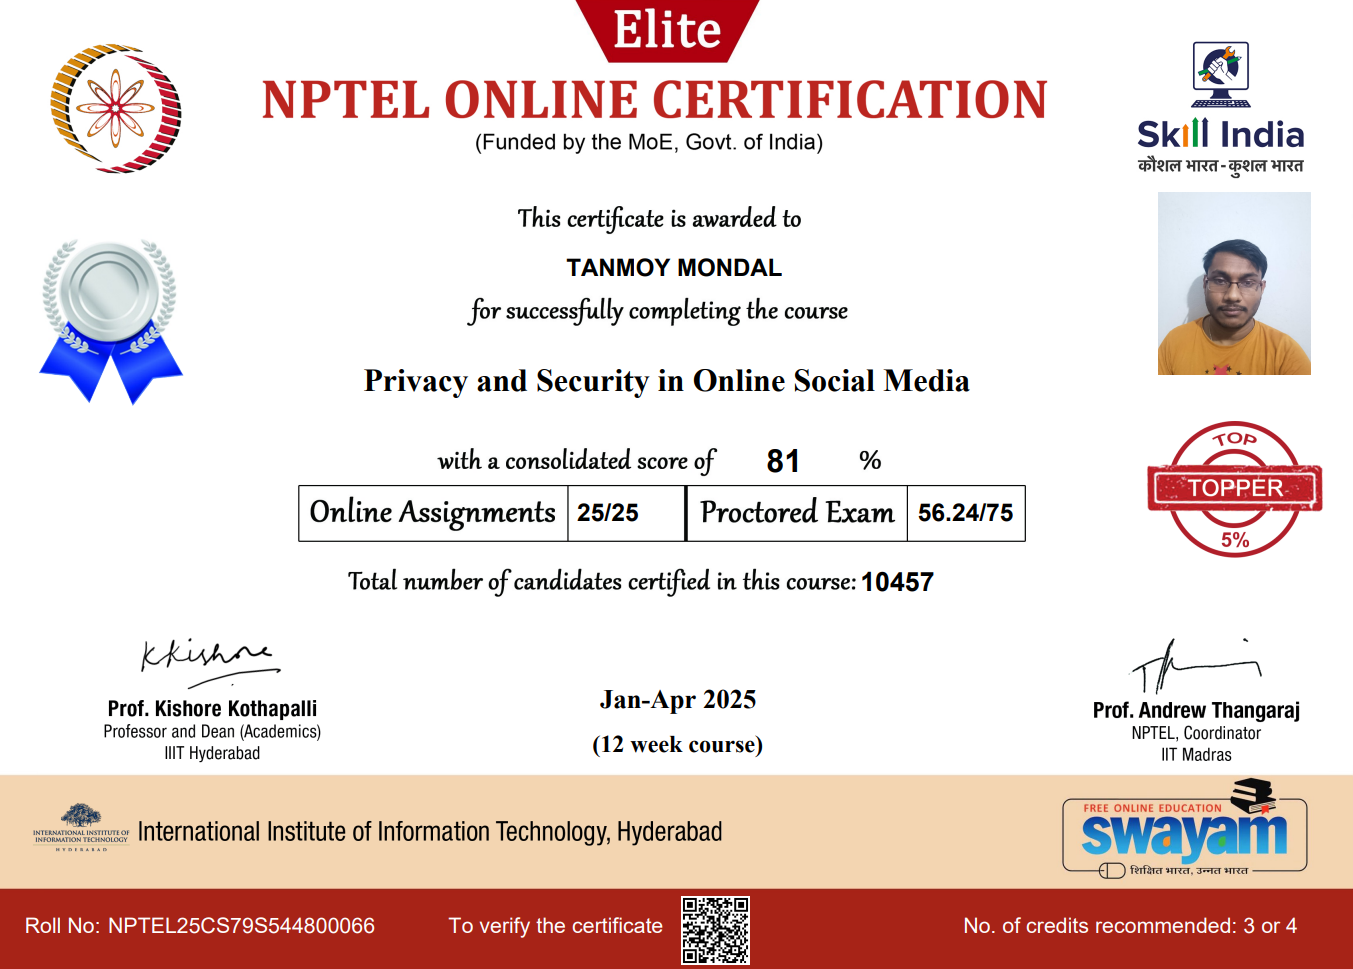 Elite
NPTEL ONLINE CERTIFICATION
(Funded by the MoE, Govt. of India)
Skill India
कौशल भारत - कुशल भारत
This certificate is awarded to
TANMOY MONDAL
for successfully completing the course
Privacy and Security in Online Social Media
with a consolidated score of 81 %
Online Assignments 25/25 Proctored Exam 56.24/75
TOP
TOPPER
5%
Total number of candidates certified in this course: 10457
KKishore
Prof. Kishore Kothapalli
Professor and Dean (Academics)
IIIT Hyderabad
Jan-Apr 2025
(12 week course)
Prof. Andrew Thangaraj
NPTEL, Coordinator
IIT Madras
INTERNATIONAL INSTITUTE OF
INFORMATION TECHNOLOGY
HYDERABAD
International Institute of Information Technology, Hyderabad
FREE ONLINE EDUCATION
swayam
शिक्षित भारत, उन्नत भारत
Roll No: NPTEL25CS79S544800066
To verify the certificate
No. of credits recommended: 3 or 4